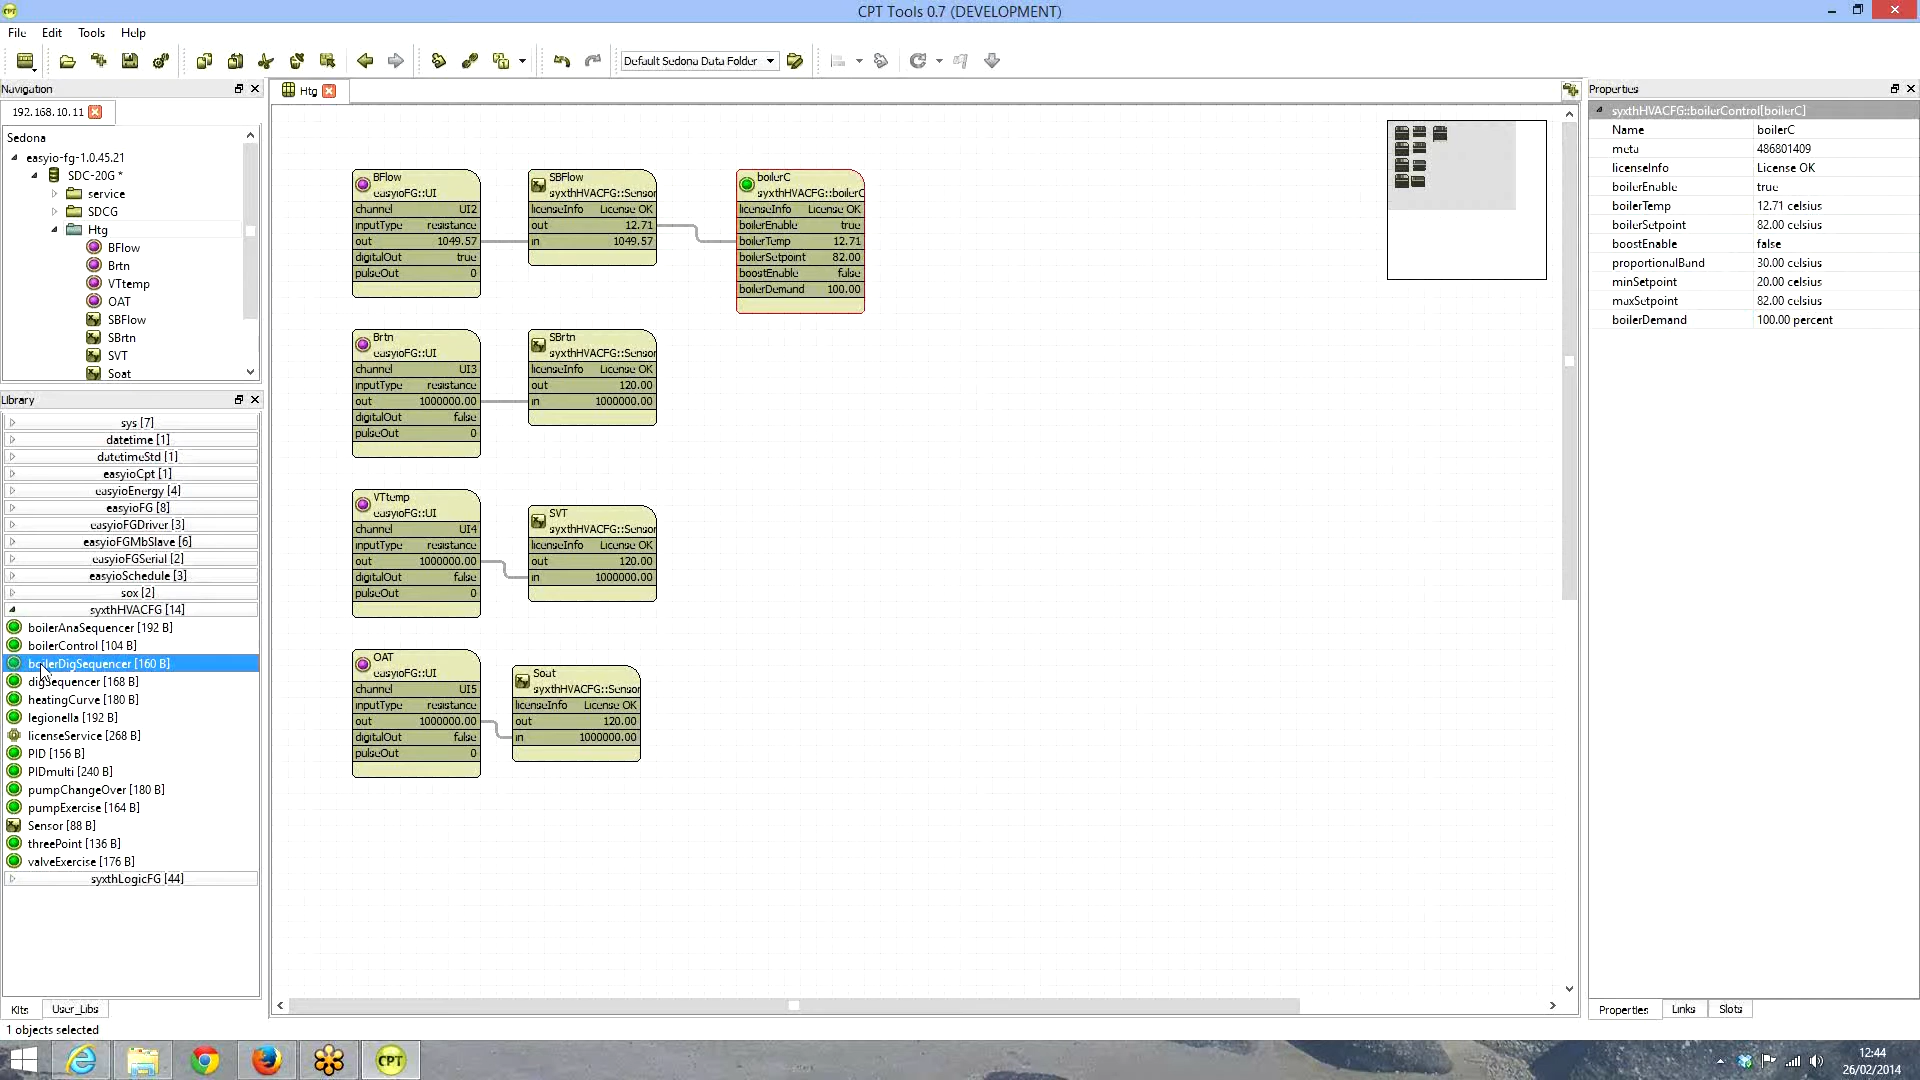 CPT Tools 0.7 (DEVELOPMENT)
File Edit Tools Help
Default Sedona Data Folder
Navigation
192.168.10.11
Sedona
easyio-fg-1.0.45.21
SDC-20G *
service
SDCG
Htg
BFlow
Brtn
VTtemp
OAT
SBFlow
SBrtn
SVT
Soat
Library
sys [7]
datetime [1]
datetimeStd [1]
easyioCpt [1]
easyioEnergy [4]
easyioFG [8]
easyioFGDriver [3]
easyioFGMbSlave [6]
easyioFGSerial [2]
easyioSchedule [3]
sox [2]
syxthHVACFG [14]
boilerAnaSequencer [192 B]
boilerControl [104 B]
boilerDigSequencer [160 B]
digSequencer [168 B]
heatingCurve [180 B]
legionella [192 B]
licenseService [268 B]
PID [156 B]
PIDmulti [240 B]
pumpChangeOver [180 B]
pumpExercise [164 B]
Sensor [88 B]
threePoint [136 B]
valveExercise [176 B]
syxthLogicFG [44]
Kits User_Libs
1 objects selected
Htg
BFlow
easyioFG::UI
channel UI2
inputType resistance
out 1049.57
digitalOut true
pulseOut 0
SBFlow
syxthHVACFG::Sensor
licenseInfo License OK
out 12.71
in 1049.57
boilerC
syxthHVACFG::boilerC
licenseInfo License OK
boilerEnable true
boilerTemp 12.71
boilerSetpoint 82.00
boostEnable false
boilerDemand 100.00
Brtn
easyioFG::UI
channel UI3
inputType resistance
out 1000000.00
digitalOut false
pulseOut 0
SBrtn
syxthHVACFG::Sensor
licenseInfo License OK
out 120.00
in 1000000.00
VTtemp
easyioFG::UI
channel UI4
inputType resistance
out 1000000.00
digitalOut false
pulseOut 0
SVT
syxthHVACFG::Sensor
licenseInfo License OK
out 120.00
in 1000000.00
OAT
easyioFG::UI
channel UI5
inputType resistance
out 1000000.00
digitalOut false
pulseOut 0
Soat
syxthHVACFG::Sensor
licenseInfo License OK
out 120.00
in 1000000.00
Properties
syxthHVACFG::boilerControl[boilerC]
Name boilerC
meta 486801409
licenseInfo License OK
boilerEnable true
boilerTemp 12.71 celsius
boilerSetpoint 82.00 celsius
boostEnable false
proportionalBand 30.00 celsius
minSetpoint 20.00 celsius
maxSetpoint 82.00 celsius
boilerDemand 100.00 percent
Properties Links Slots
CPT
12:44
26/02/2014